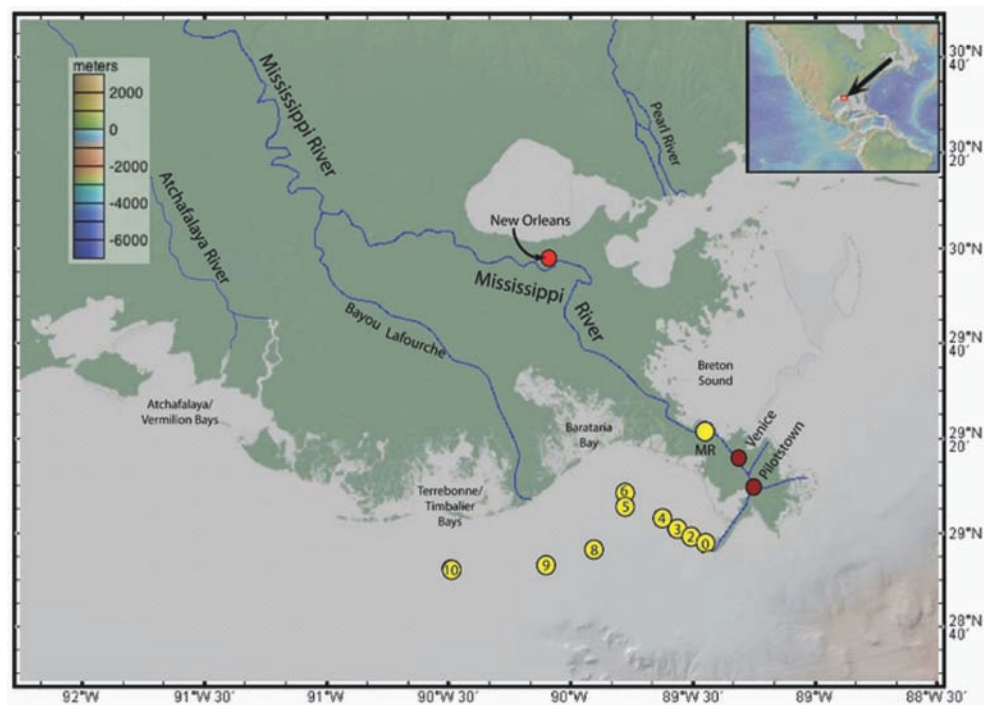 meters
2000
0
-2000
-4000
-6000
Mississippi River
Pearl River
Atchafalaya River
New Orleans
Mississippi
River
Bayou Lafourche
Breton
Sound
Atchafalaya/
Vermilion Bays
Barataria
Bay
MR
Venice
Pilotstown
Terrebonne/
Timbalier
Bays
6
5
4
3
2
0
8
9
10
30°N
40'
30°N
20'
30°N
29°N
40'
29°N
20'
29°N
28°N
40'
92°W
91°W 30'
91°W
90°W 30'
90°W
89°W 30'
89°W
88°W 30'